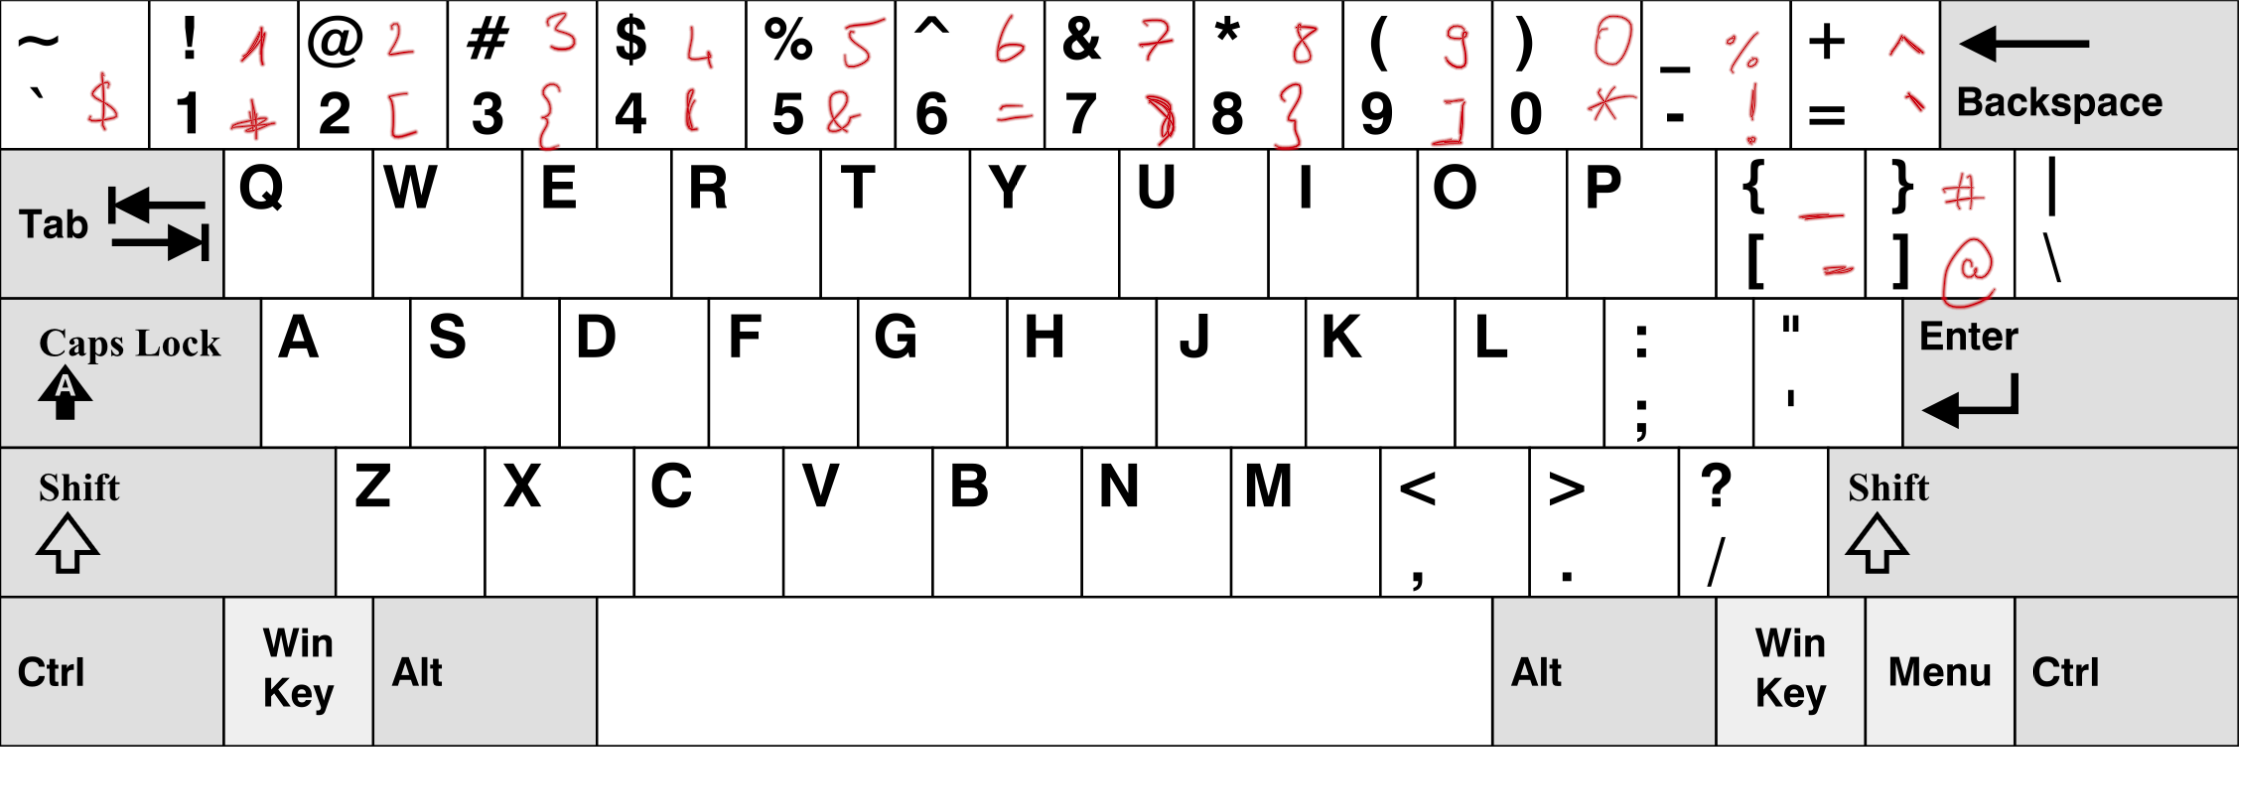 ~ ! 1 @ 2 # 3 $ 4 % 5 ^ 6 & 7 * 8 ( 9 ) 0 _ % + ^
` $ 1 2 [ 3 { 4 ( 5 & 6 = 7 ) 8 } 9 ] 0 * - ! = ` Backspace
Tab Q W E R T Y U I O P { _ } # |
[ - ] @ \
Caps Lock A S D F G H J K L : " Enter
A ; '
Shift Z X C V B N M < > ? Shift
, . /
Ctrl Win Key Alt Alt Win Key Menu Ctrl